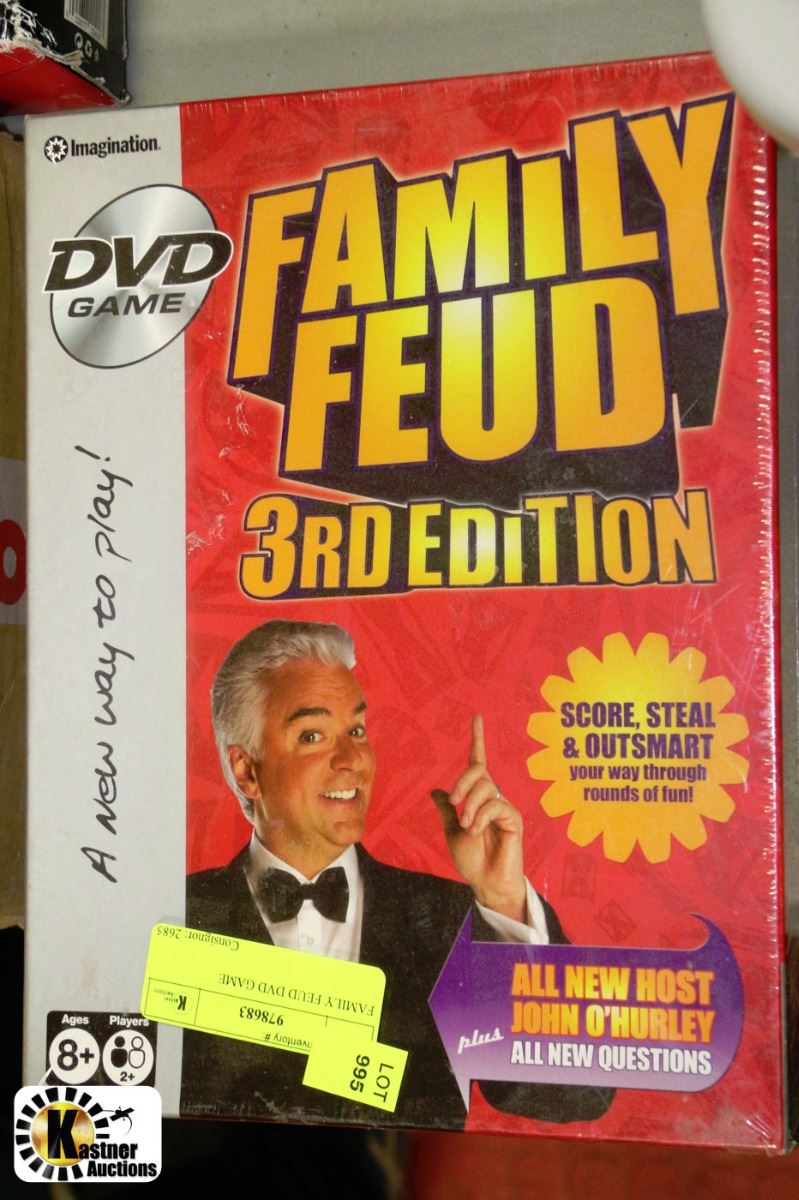 Imagination.
DVD
GAME
FAMILY
FEUD
3RD EDITION
A New way to play!
SCORE, STEAL
& OUTSMART
your way through
rounds of fun!
plus
ALL NEW HOST
JOHN O'HURLEY
ALL NEW QUESTIONS
Consignor: 2685
FAMILY FEUD DVD GAME
978683
nventory #:
LOT
995
Ages
8+
Players
2+
Kastner
Auctions